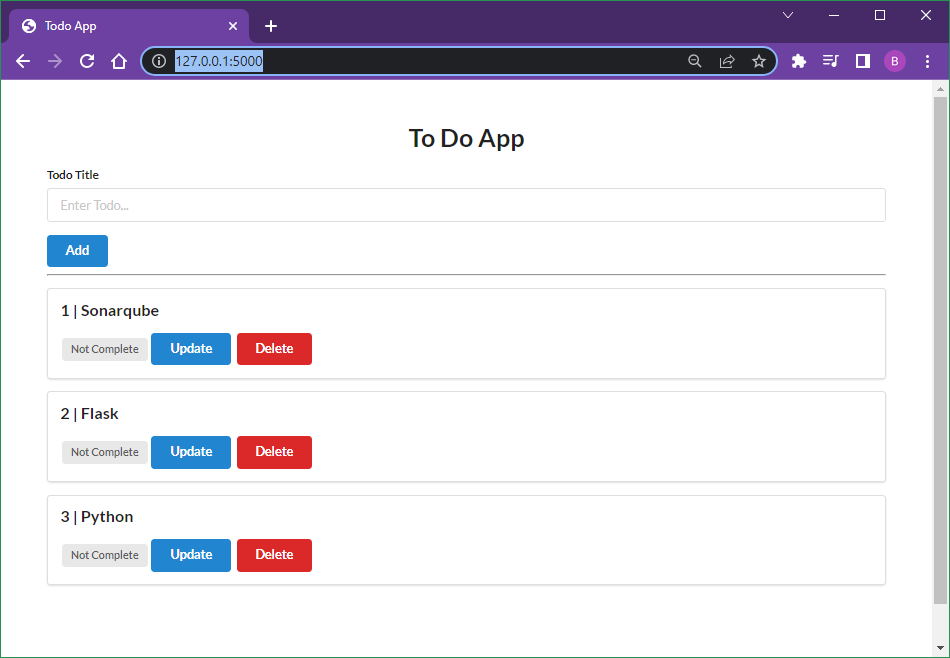 Todo App
127.0.0.1:5000
B
To Do App
Todo Title
Enter Todo...
Add
1 | Sonarqube
Not Complete Update Delete
2 | Flask
Not Complete Update Delete
3 | Python
Not Complete Update Delete